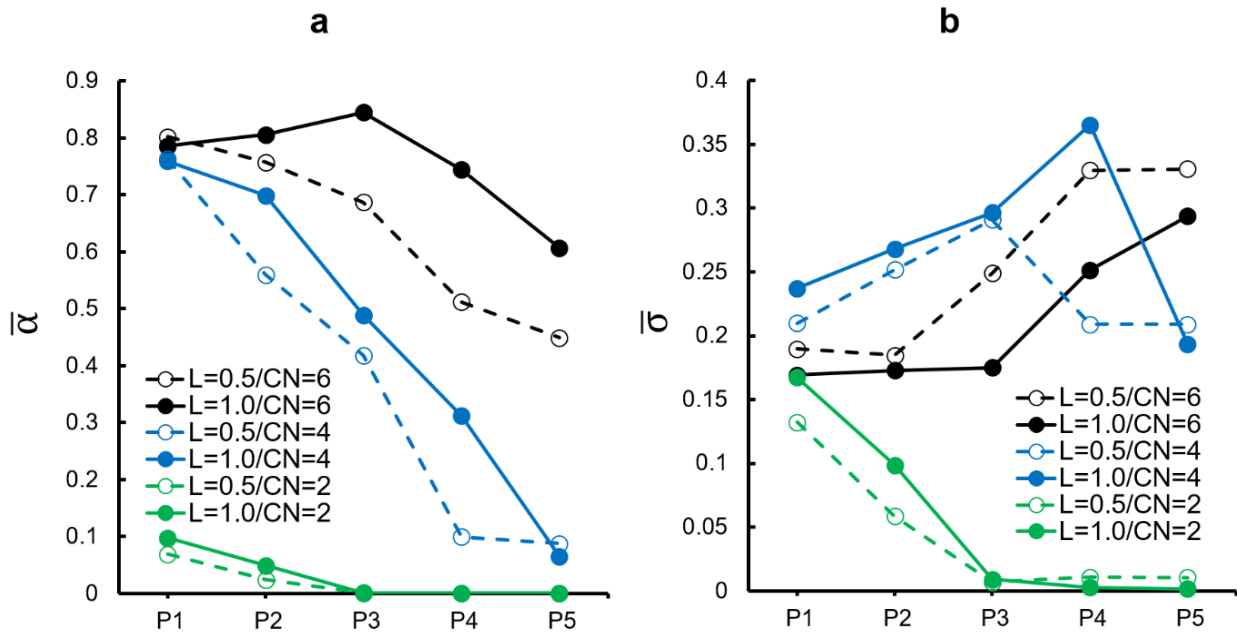 a
0.9
0.8
0.7
0.6
0.5
0.4
0.3
0.2
0.1
0
α̅
L=0.5/CN=6
L=1.0/CN=6
L=0.5/CN=4
L=1.0/CN=4
L=0.5/CN=2
L=1.0/CN=2
P1 P2 P3 P4 P5
b
0.4
0.35
0.3
0.25
0.2
0.15
0.1
0.05
0
σ̅
L=0.5/CN=6
L=1.0/CN=6
L=0.5/CN=4
L=1.0/CN=4
L=0.5/CN=2
L=1.0/CN=2
P1 P2 P3 P4 P5